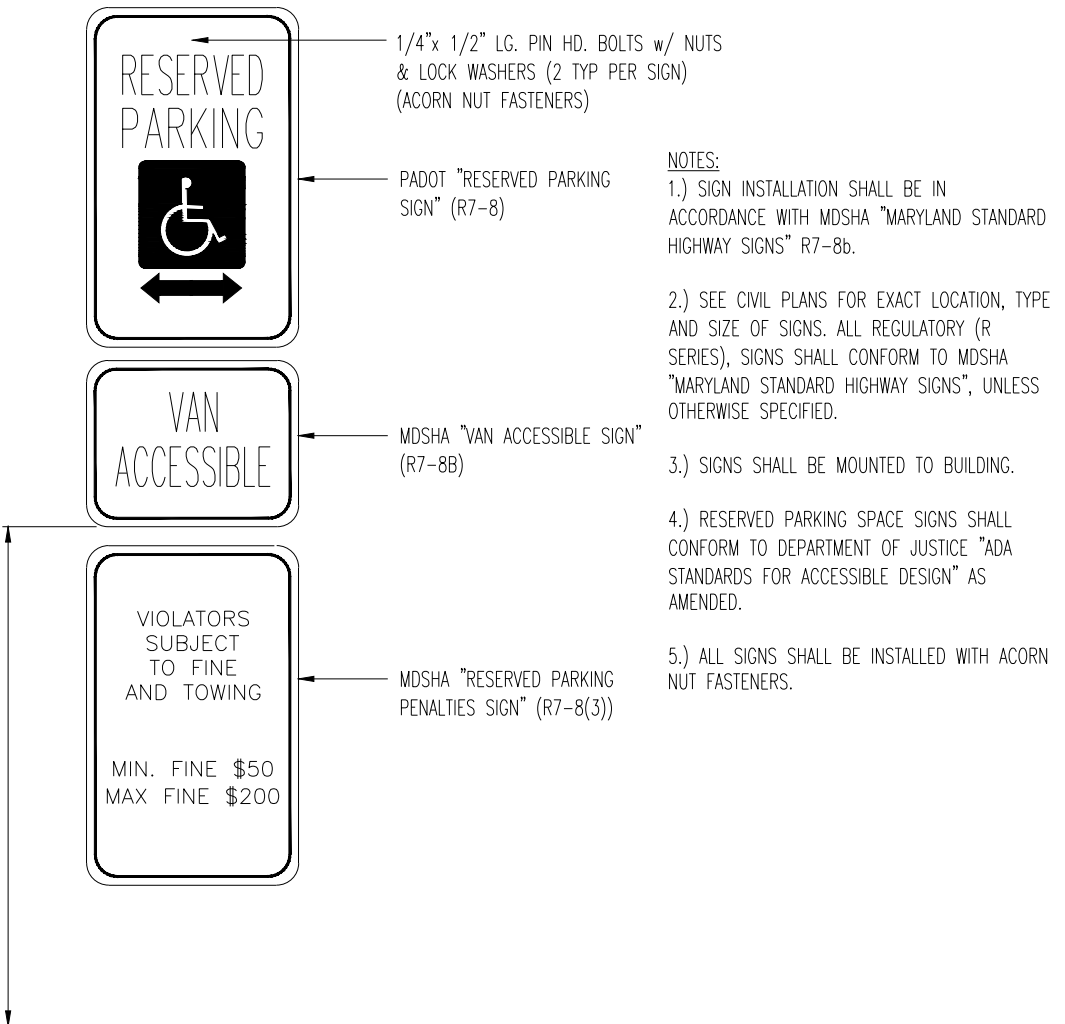 RESERVED
PARKING
1/4"x 1/2" LG. PIN HD. BOLTS w/ NUTS
& LOCK WASHERS (2 TYP PER SIGN)
(ACORN NUT FASTENERS)
PADOT "RESERVED PARKING
SIGN" (R7-8)
VAN
ACCESSIBLE
MDSHA "VAN ACCESSIBLE SIGN"
(R7-8B)
VIOLATORS
SUBJECT
TO FINE
AND TOWING
MIN. FINE $50
MAX FINE $200
MDSHA "RESERVED PARKING
PENALTIES SIGN" (R7-8(3))
NOTES:
1.) SIGN INSTALLATION SHALL BE IN
ACCORDANCE WITH MDSHA "MARYLAND STANDARD
HIGHWAY SIGNS" R7-8b.
2.) SEE CIVIL PLANS FOR EXACT LOCATION, TYPE
AND SIZE OF SIGNS. ALL REGULATORY (R
SERIES), SIGNS SHALL CONFORM TO MDSHA
"MARYLAND STANDARD HIGHWAY SIGNS", UNLESS
OTHERWISE SPECIFIED.
3.) SIGNS SHALL BE MOUNTED TO BUILDING.
4.) RESERVED PARKING SPACE SIGNS SHALL
CONFORM TO DEPARTMENT OF JUSTICE "ADA
STANDARDS FOR ACCESSIBLE DESIGN" AS
AMENDED.
5.) ALL SIGNS SHALL BE INSTALLED WITH ACORN
NUT FASTENERS.